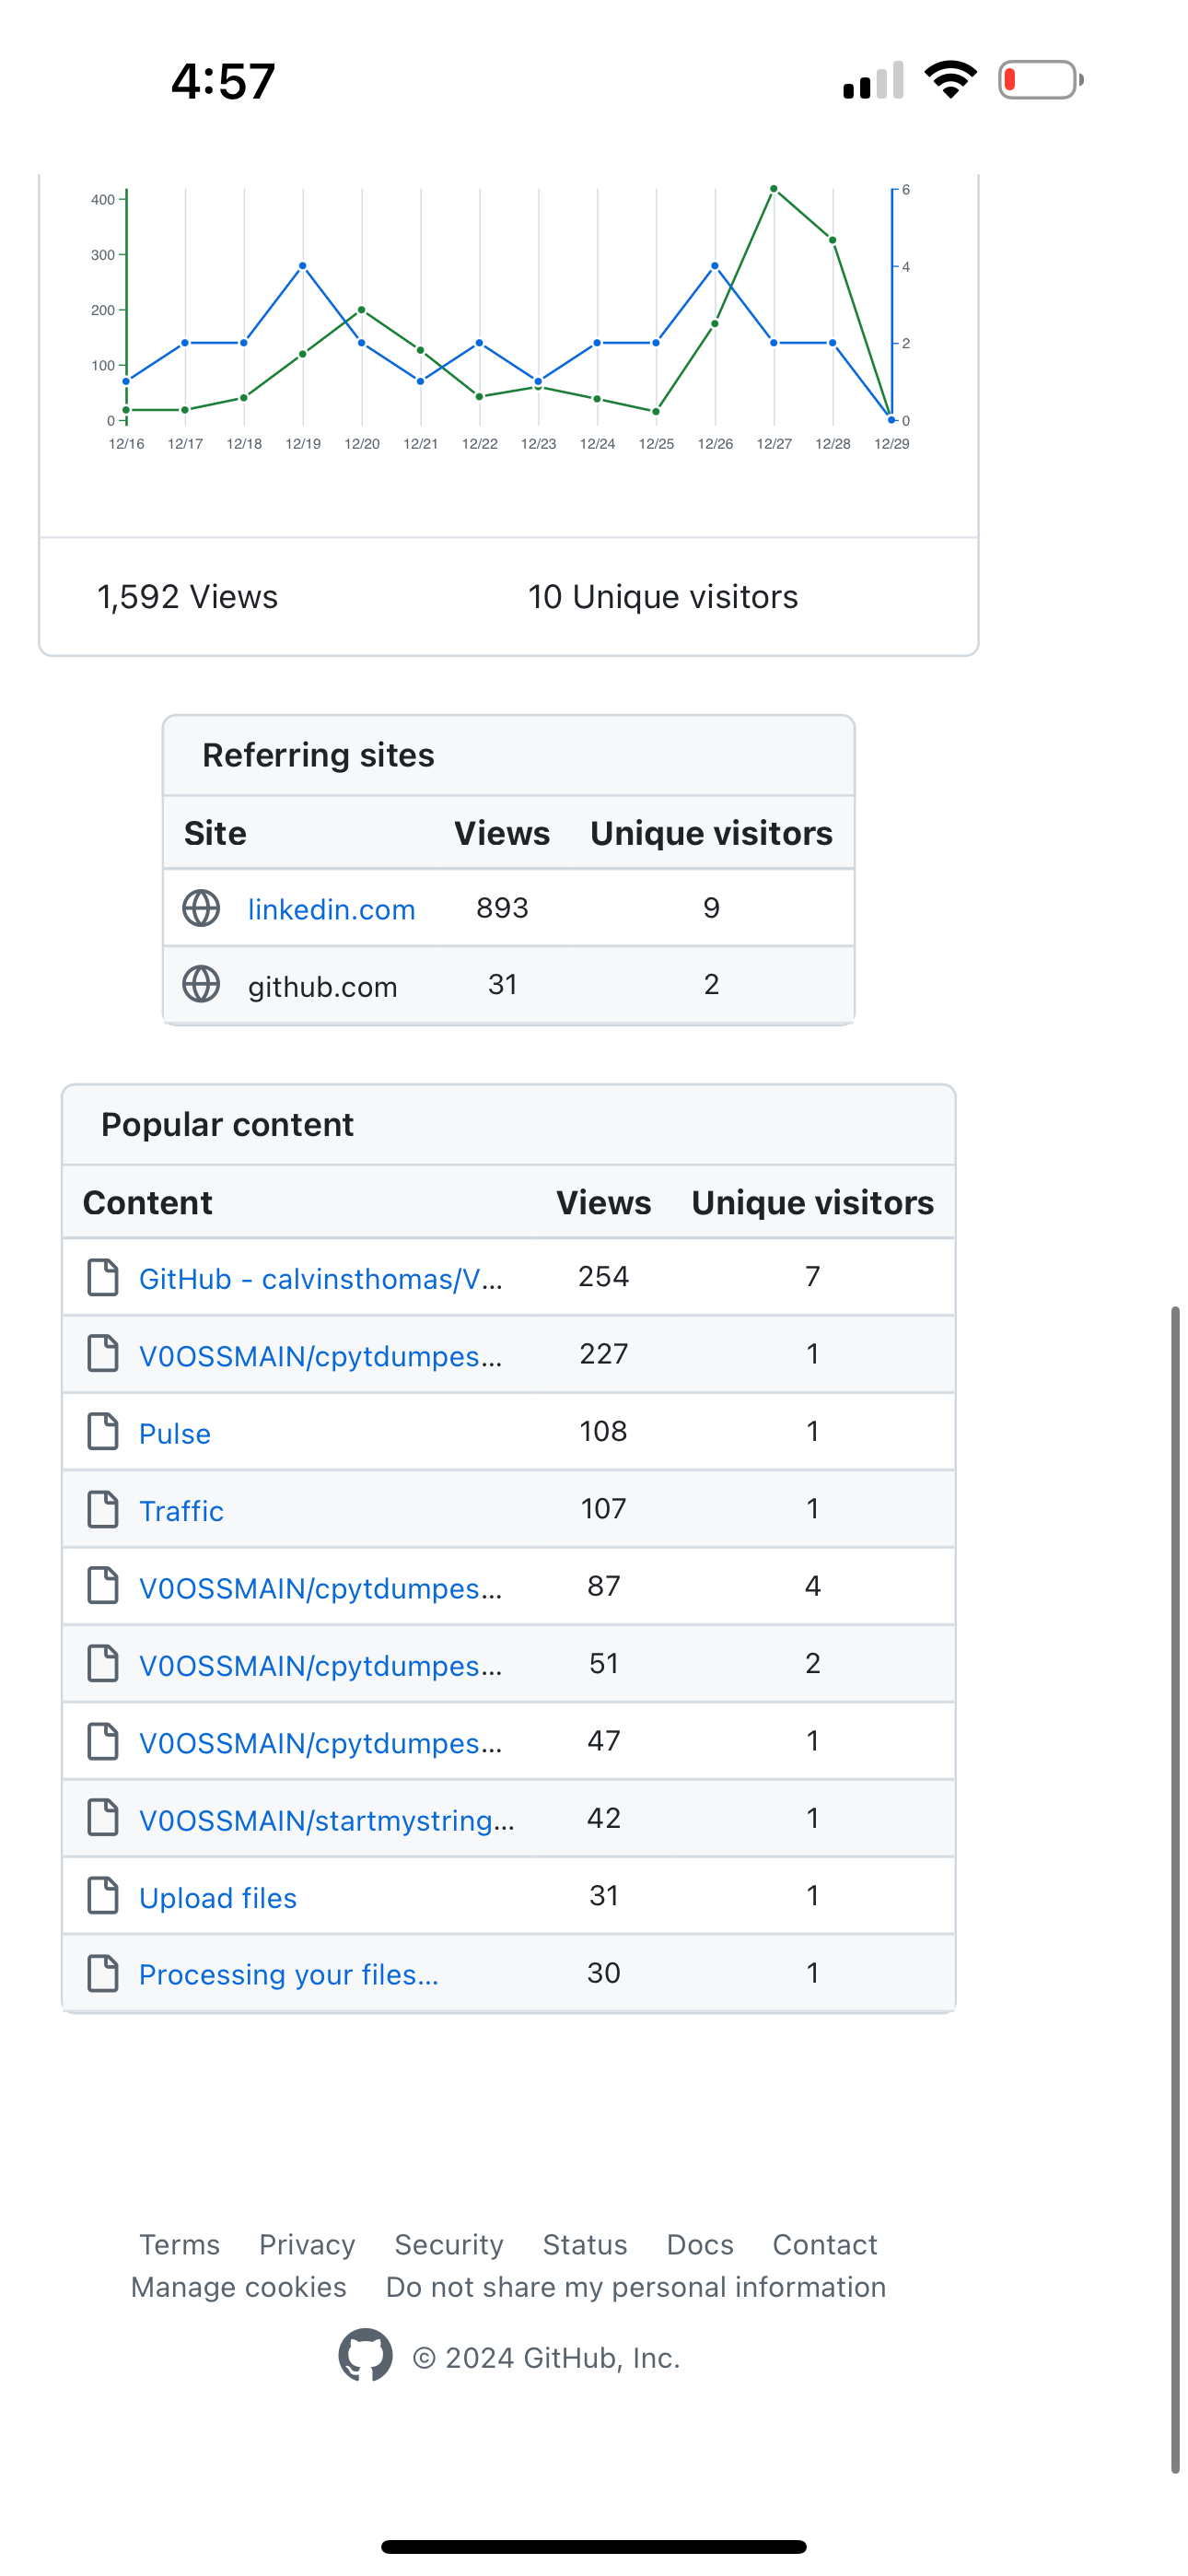 4:57
400
300
200
100
0
6
4
2
0
12/16 12/17 12/18 12/19 12/20 12/21 12/22 12/23 12/24 12/25 12/26 12/27 12/28 12/29
1,592 Views 10 Unique visitors
Referring sites
Site Views Unique visitors
linkedin.com 893 9
github.com 31 2
Popular content
Content Views Unique visitors
GitHub - calvinsthomas/V... 254 7
V0OSSMAIN/cpytdumpes... 227 1
Pulse 108 1
Traffic 107 1
V0OSSMAIN/cpytdumpes... 87 4
V0OSSMAIN/cpytdumpes... 51 2
V0OSSMAIN/cpytdumpes... 47 1
V0OSSMAIN/startmystring... 42 1
Upload files 31 1
Processing your files... 30 1
Terms Privacy Security Status Docs Contact
Manage cookies Do not share my personal information
© 2024 GitHub, Inc.